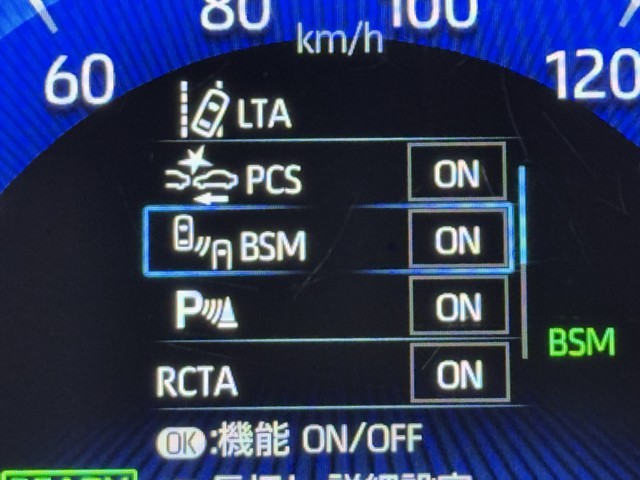 80 100
km/h
60 120
LTA
PCS ON
BSM ON
P ON
BSM
RCTA ON
OK:機能 ON/OFF